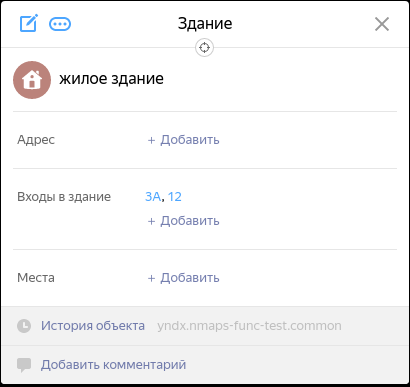 Здание
жилое здание
Адрес + Добавить
Входы в здание 3А, 12
+ Добавить
Места + Добавить
История объекта yndx.nmaps-func-test.common
Добавить комментарий